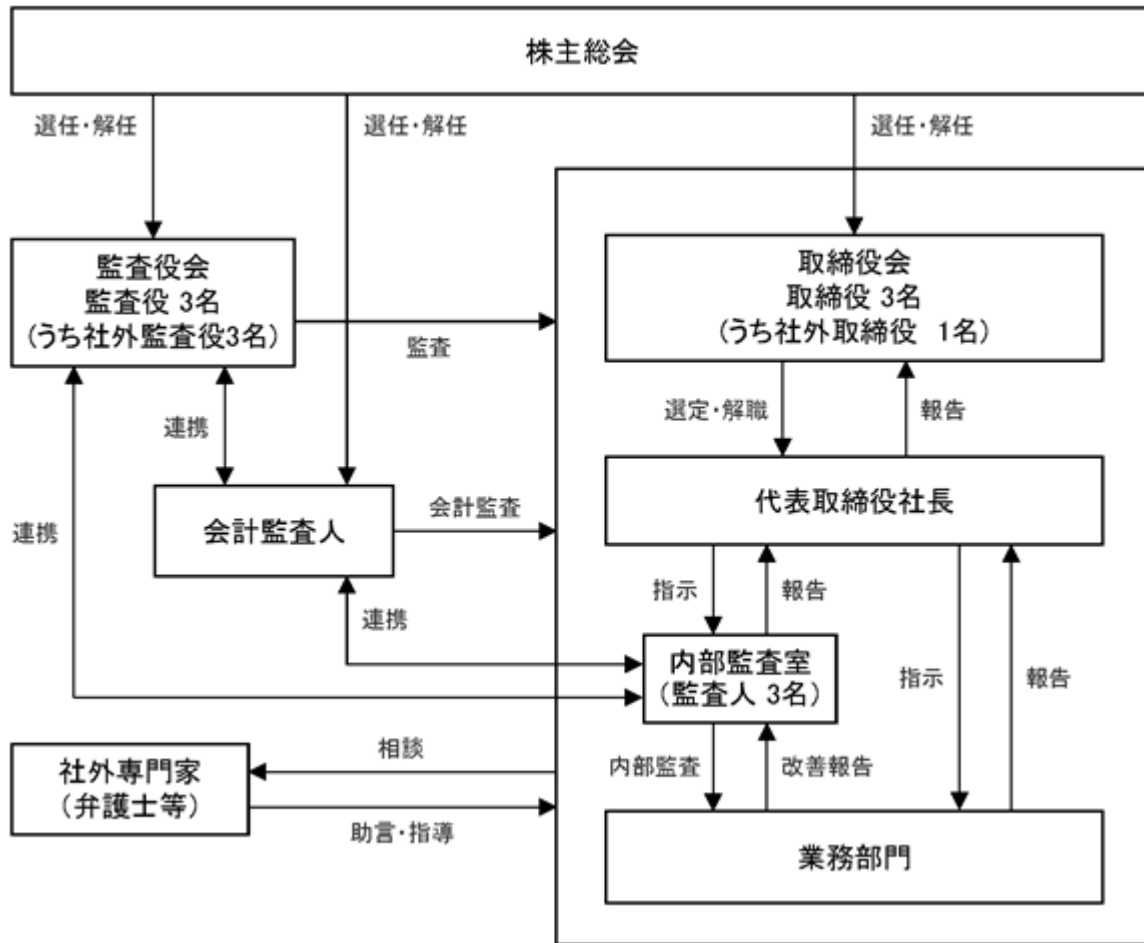 株主総会
選任・解任
選任・解任
選任・解任
監査役会
監査役 3名
(うち社外監査役3名)
取締役会
取締役 3名
(うち社外取締役 1名)
監査
選定・解職
報告
連携
代表取締役社長
会計監査人
会計監査
連携
連携
指示
報告
内部監査室
(監査人 3名)
指示
報告
社外専門家
(弁護士等)
相談
助言・指導
内部監査
改善報告
業務部門